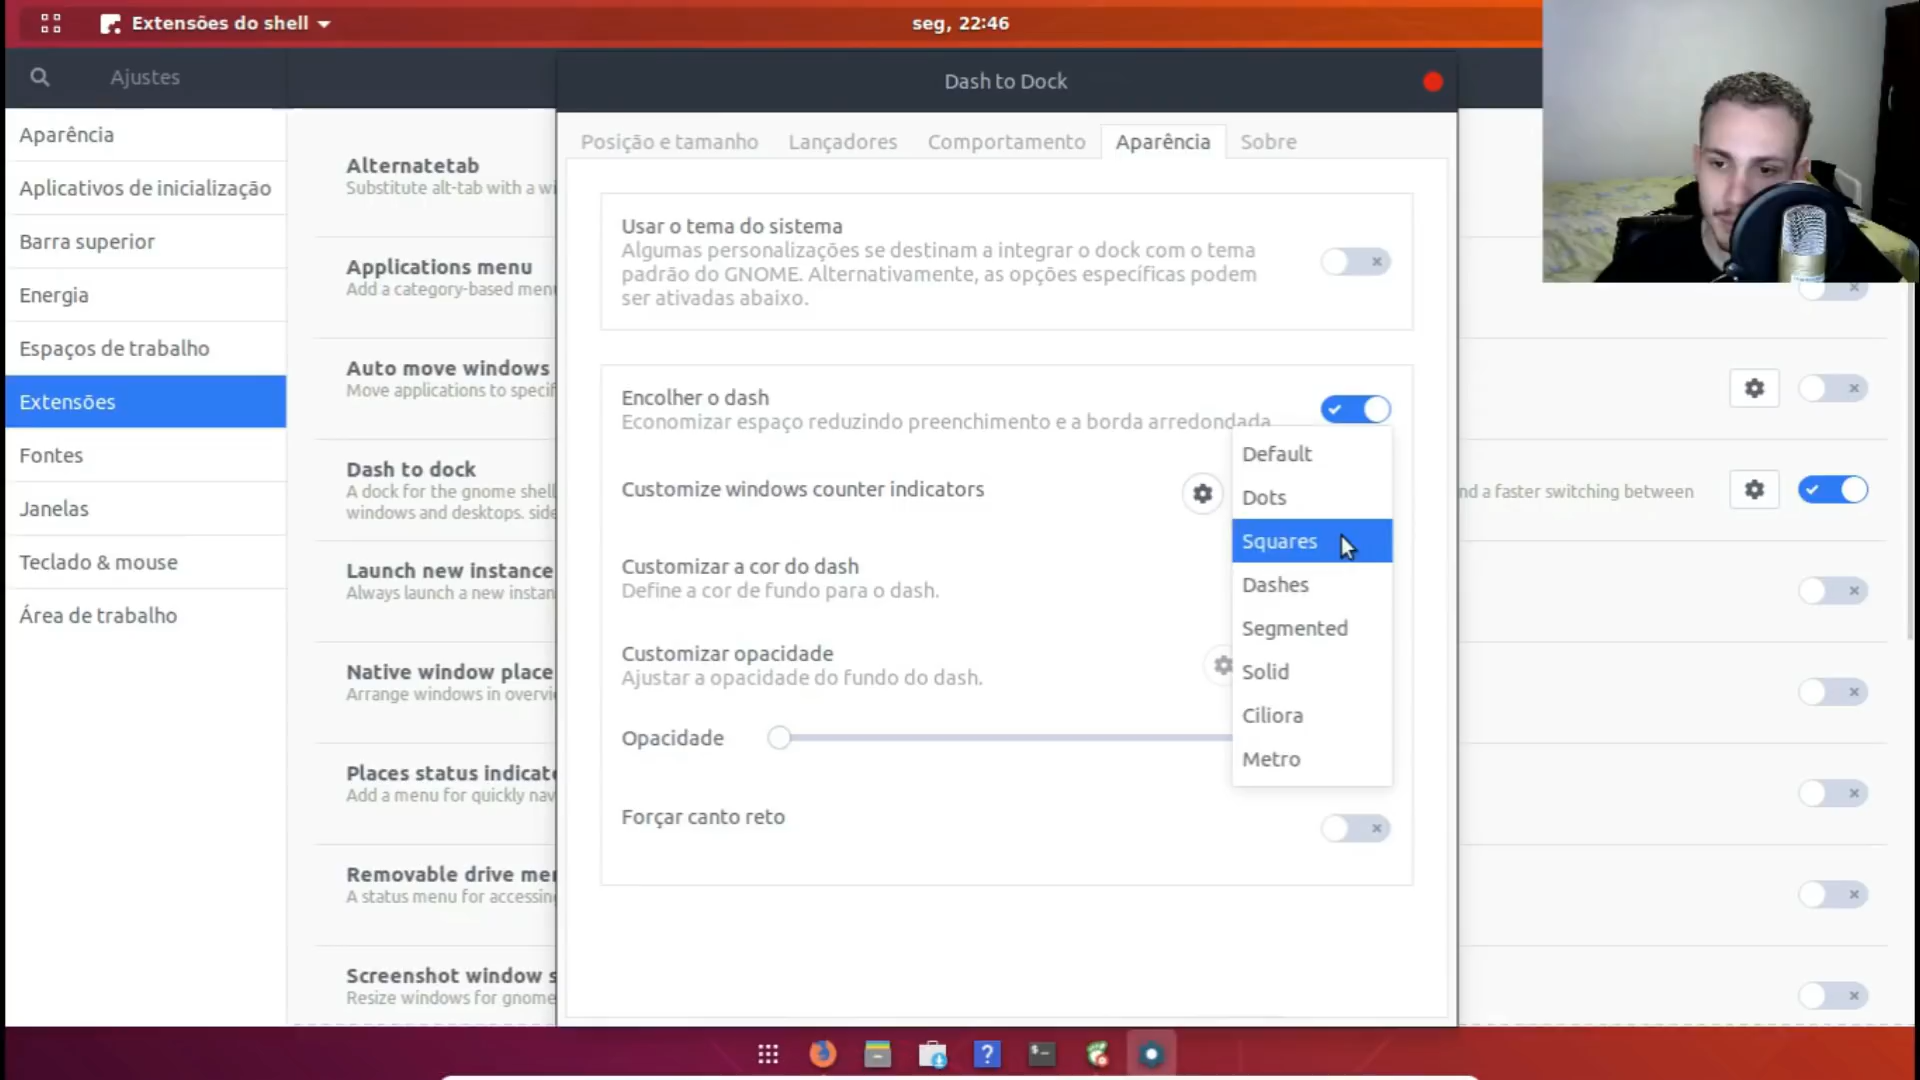 Extensões do shell
seg, 22:46
Ajustes
Dash to Dock
Aparência
Aplicativos de inicialização
Barra superior
Energia
Espaços de trabalho
Extensões
Fontes
Janelas
Teclado & mouse
Área de trabalho
Alternatetab
Substitute alt-tab with a wi
Applications menu
Add a category-based menu
Auto move windows
Move applications to specif
Dash to dock
A dock for the gnome shell
nd a faster switching between
windows and desktops. side
Launch new instance
Always launch a new instan
Native window place
Arrange windows in overvi
Places status indicato
Add a menu for quickly nav
Removable drive men
A status menu for accessing
Screenshot window s
Resize windows for gnome
Posição e tamanho
Lançadores
Comportamento
Aparência
Sobre
Usar o tema do sistema
Algumas personalizações se destinam a integrar o dock com o tema
padrão do GNOME. Alternativamente, as opções específicas podem
ser ativadas abaixo.
Encolher o dash
Economizar espaço reduzindo preenchimento e a borda arredondada
Customize windows counter indicators
Customizar a cor do dash
Define a cor de fundo para o dash.
Customizar opacidade
Ajustar a opacidade do fundo do dash.
Opacidade
Forçar canto reto
Default
Dots
Squares
Dashes
Segmented
Solid
Ciliora
Metro